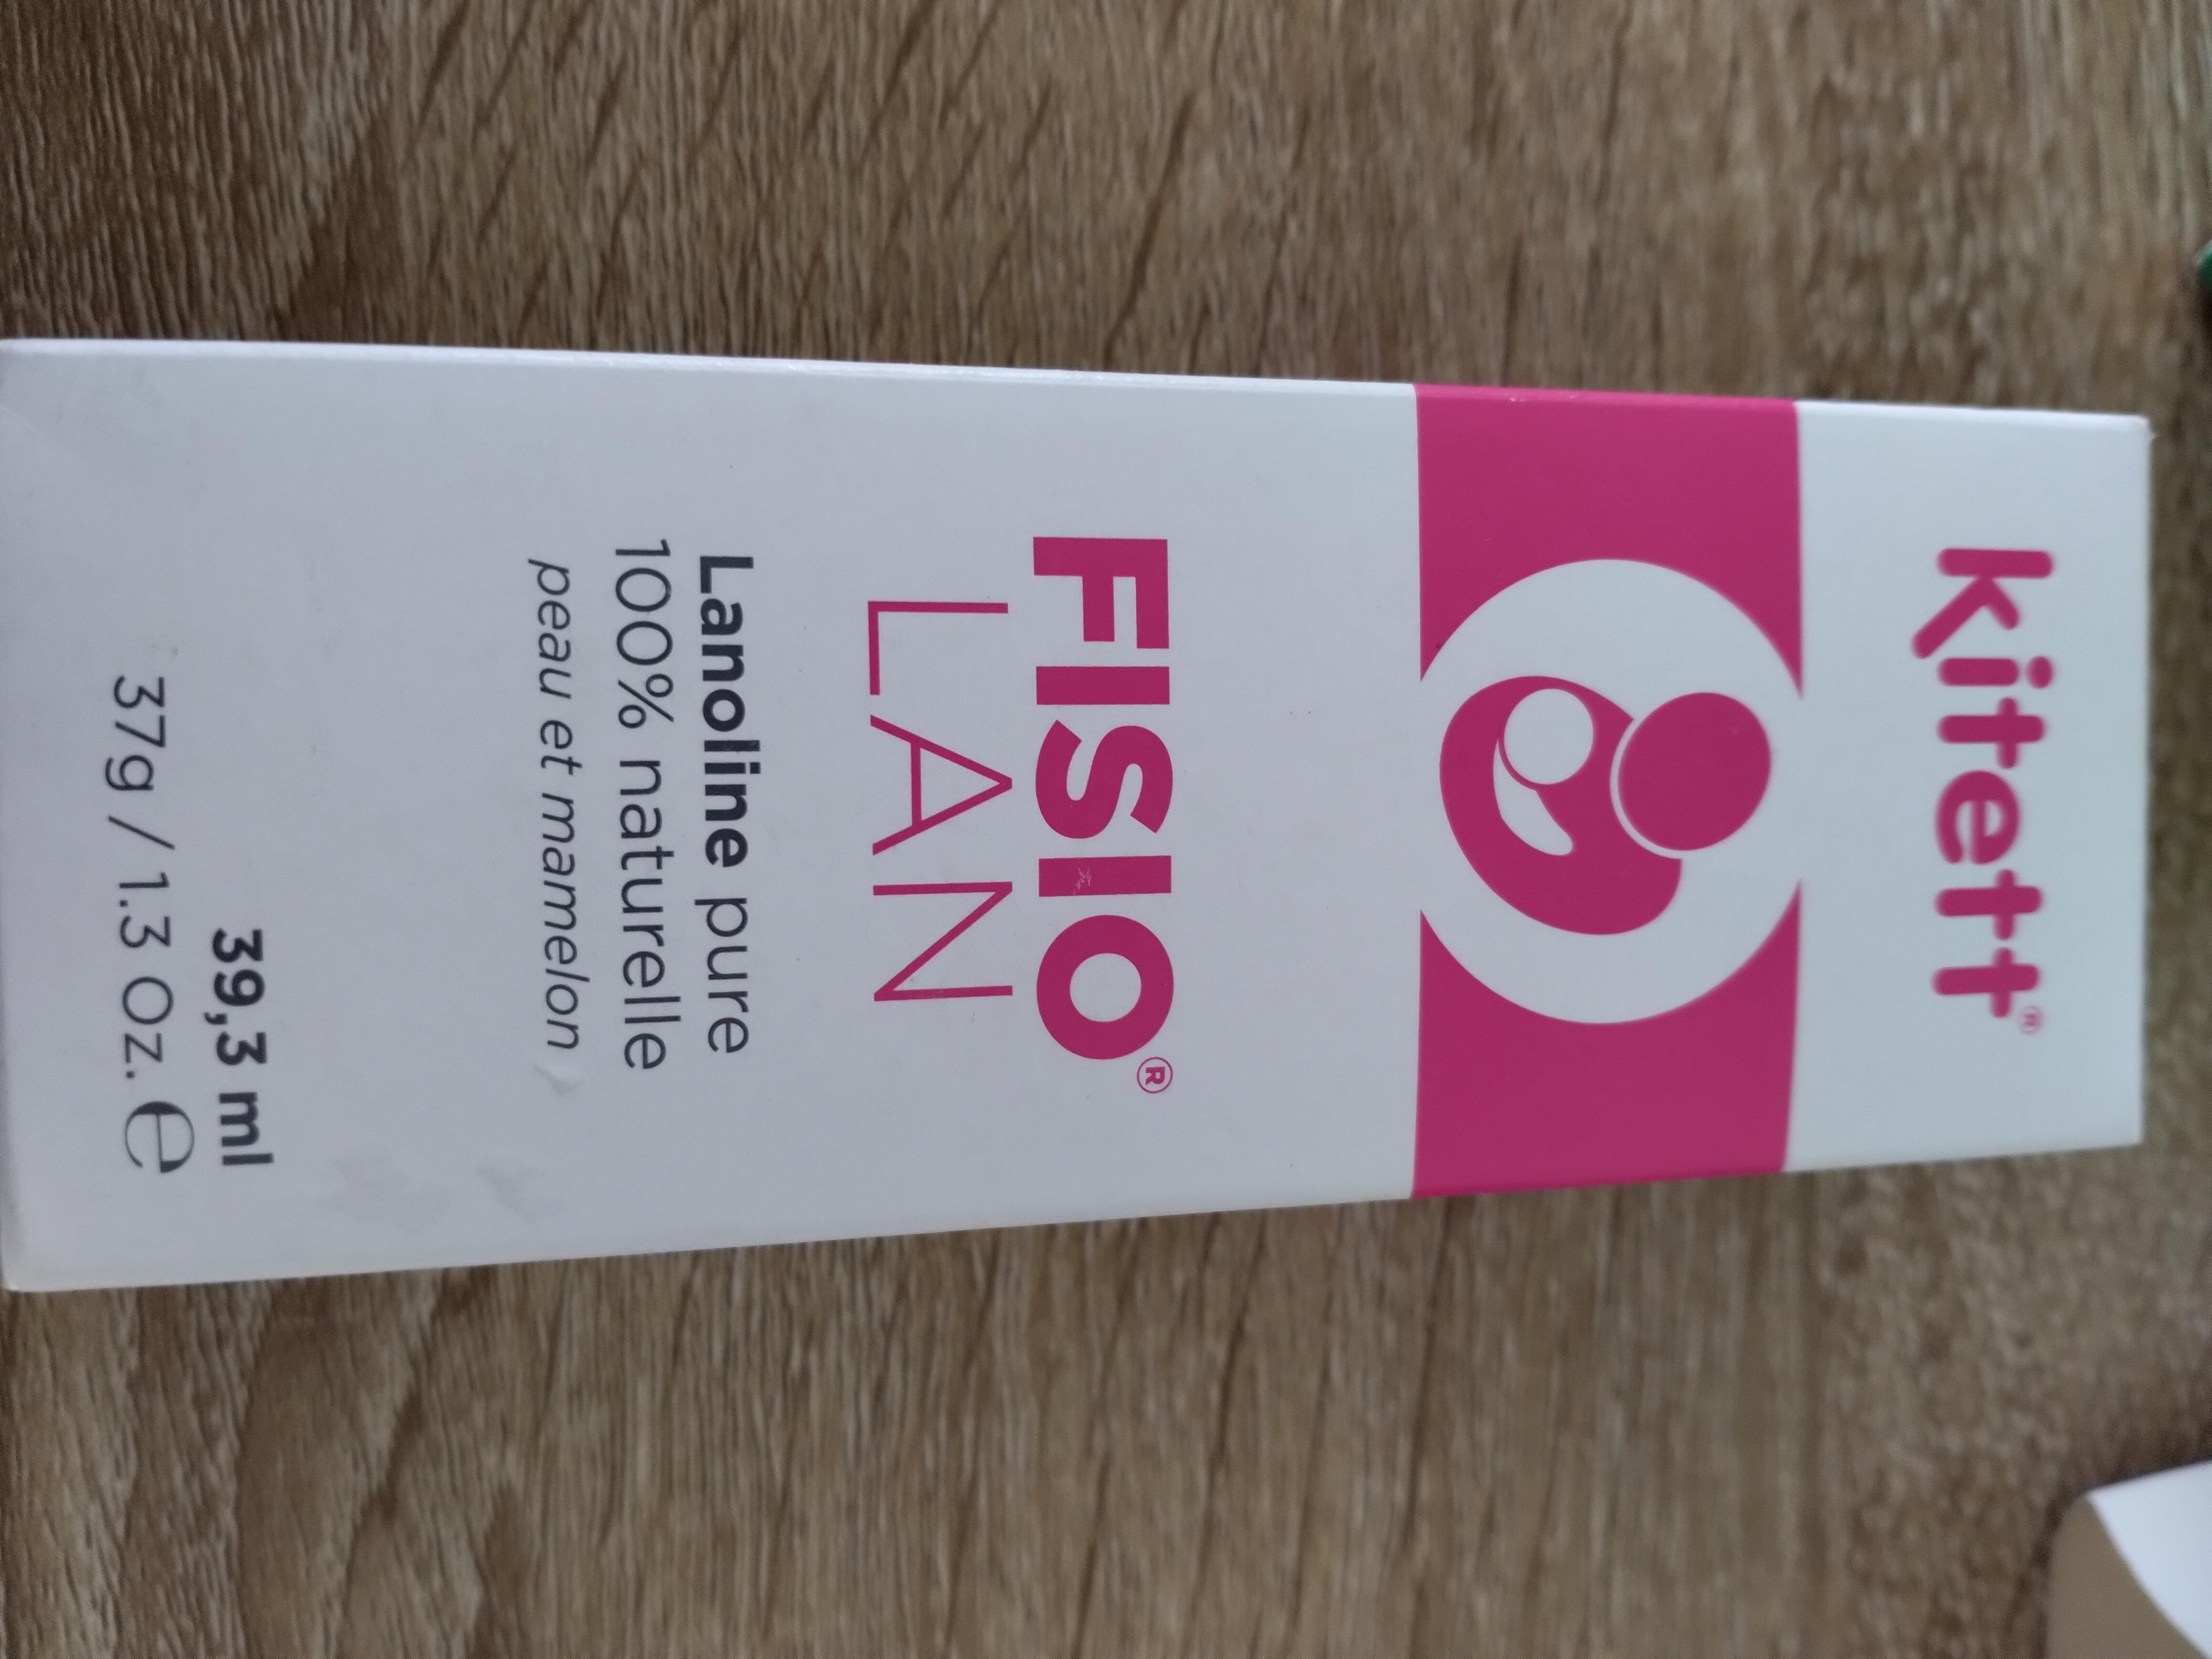 Kitett®
FISIO®
LAN
Lanoline pure
100% naturelle
peau et mamelon
39,3 ml
37g / 1.3 Oz. ℮